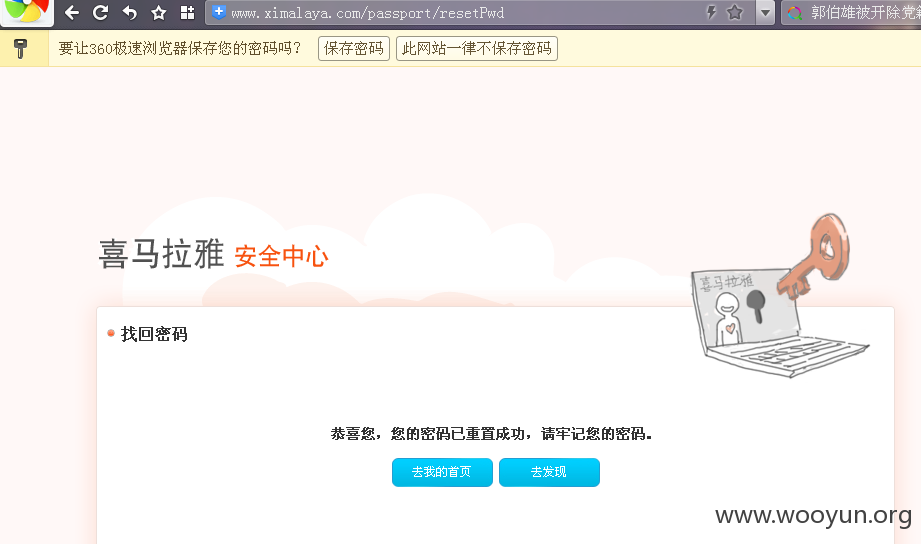 www.ximalaya.com/passport/resetPwd
郭伯雄被开除党籍
要让360极速浏览器保存您的密码吗? 保存密码 此网站一律不保存密码
喜马拉雅 安全中心
喜马拉雅
找回密码
恭喜您，您的密码已重置成功，请牢记您的密码。
去我的首页 去发现
www.wooyun.org